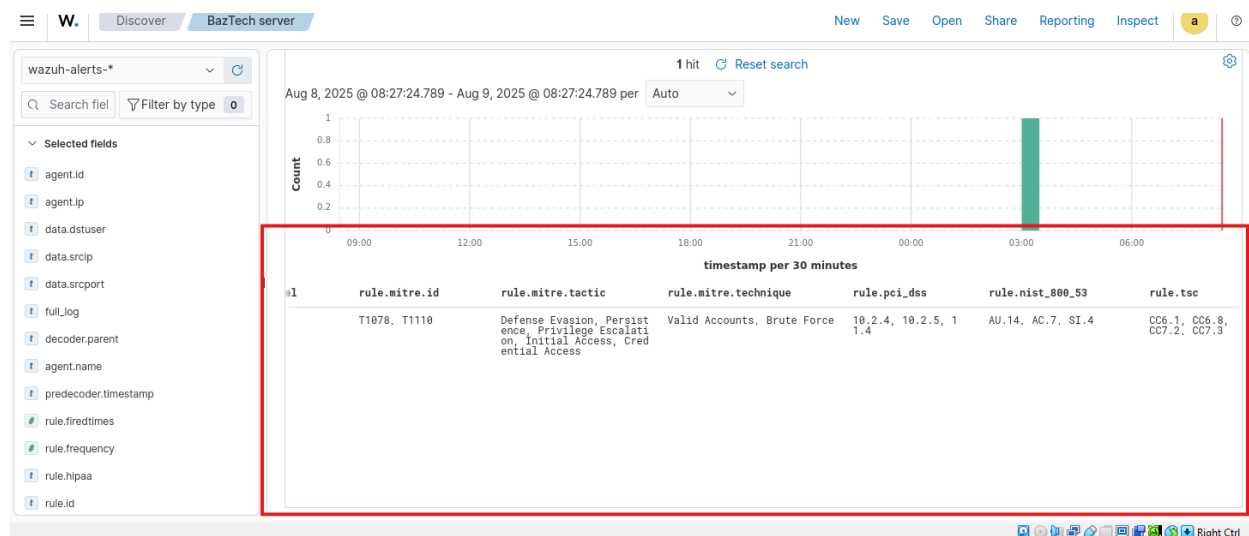 W. Discover BazTech server New Save Open Share Reporting Inspect a
wazuh-alerts-*
Search fiel Filter by type 0
Selected fields
t agent.id
t agent.ip
t data.dstuser
t data.srcip
t data.srcport
t full_log
t decoder.parent
t agent.name
t predecoder.timestamp
# rule.firedtimes
# rule.frequency
t rule.hipaa
t rule.id
1 hit Reset search
Aug 8, 2025 @ 08:27:24.789 - Aug 9, 2025 @ 08:27:24.789 per Auto
Count
1
0.8
0.6
0.4
0.2
0
09:00 12:00 15:00 18:00 21:00 00:00 03:00 06:00
timestamp per 30 minutes
el rule.mitre.id rule.mitre.tactic rule.mitre.technique rule.pci_dss rule.nist_800_53 rule.tsc
T1078, T1110 Defense Evasion, Persist Valid Accounts, Brute Force 10.2.4, 10.2.5, 1 AU.14, AC.7, SI.4 CC6.1, CC6.8,
ence, Privilege Escalati 1.4 CC7.2, CC7.3
on, Initial Access, Cred
ential Access
Right Ctrl